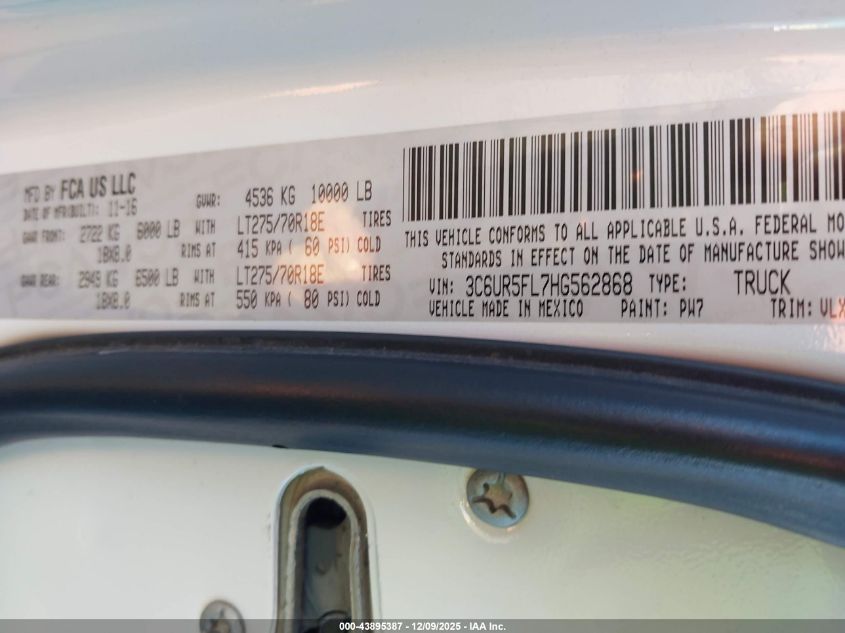 MFD BY FCA US LLC
DATE OF MFR(BUILT): 11-16 GVWR: 4536 KG 10000 LB
GAWR FRONT: 2722 KG 6000 LB WITH LT275/70R18E TIRES
18X8.0 RIMS AT 415 KPA ( 60 PSI) COLD
GAWR REAR: 2949 KG 6500 LB WITH LT275/70R18E TIRES
18X8.0 RIMS AT 550 KPA ( 80 PSI) COLD
THIS VEHICLE CONFORMS TO ALL APPLICABLE U.S.A. FEDERAL MO
STANDARDS IN EFFECT ON THE DATE OF MANUFACTURE SHOW
VIN: 3C6UR5FL7HG562868 TYPE: TRUCK
VEHICLE MADE IN MEXICO PAINT: PW7 TRIM: VLX
000-43895387 - 12/09/2025 - IAA Inc.